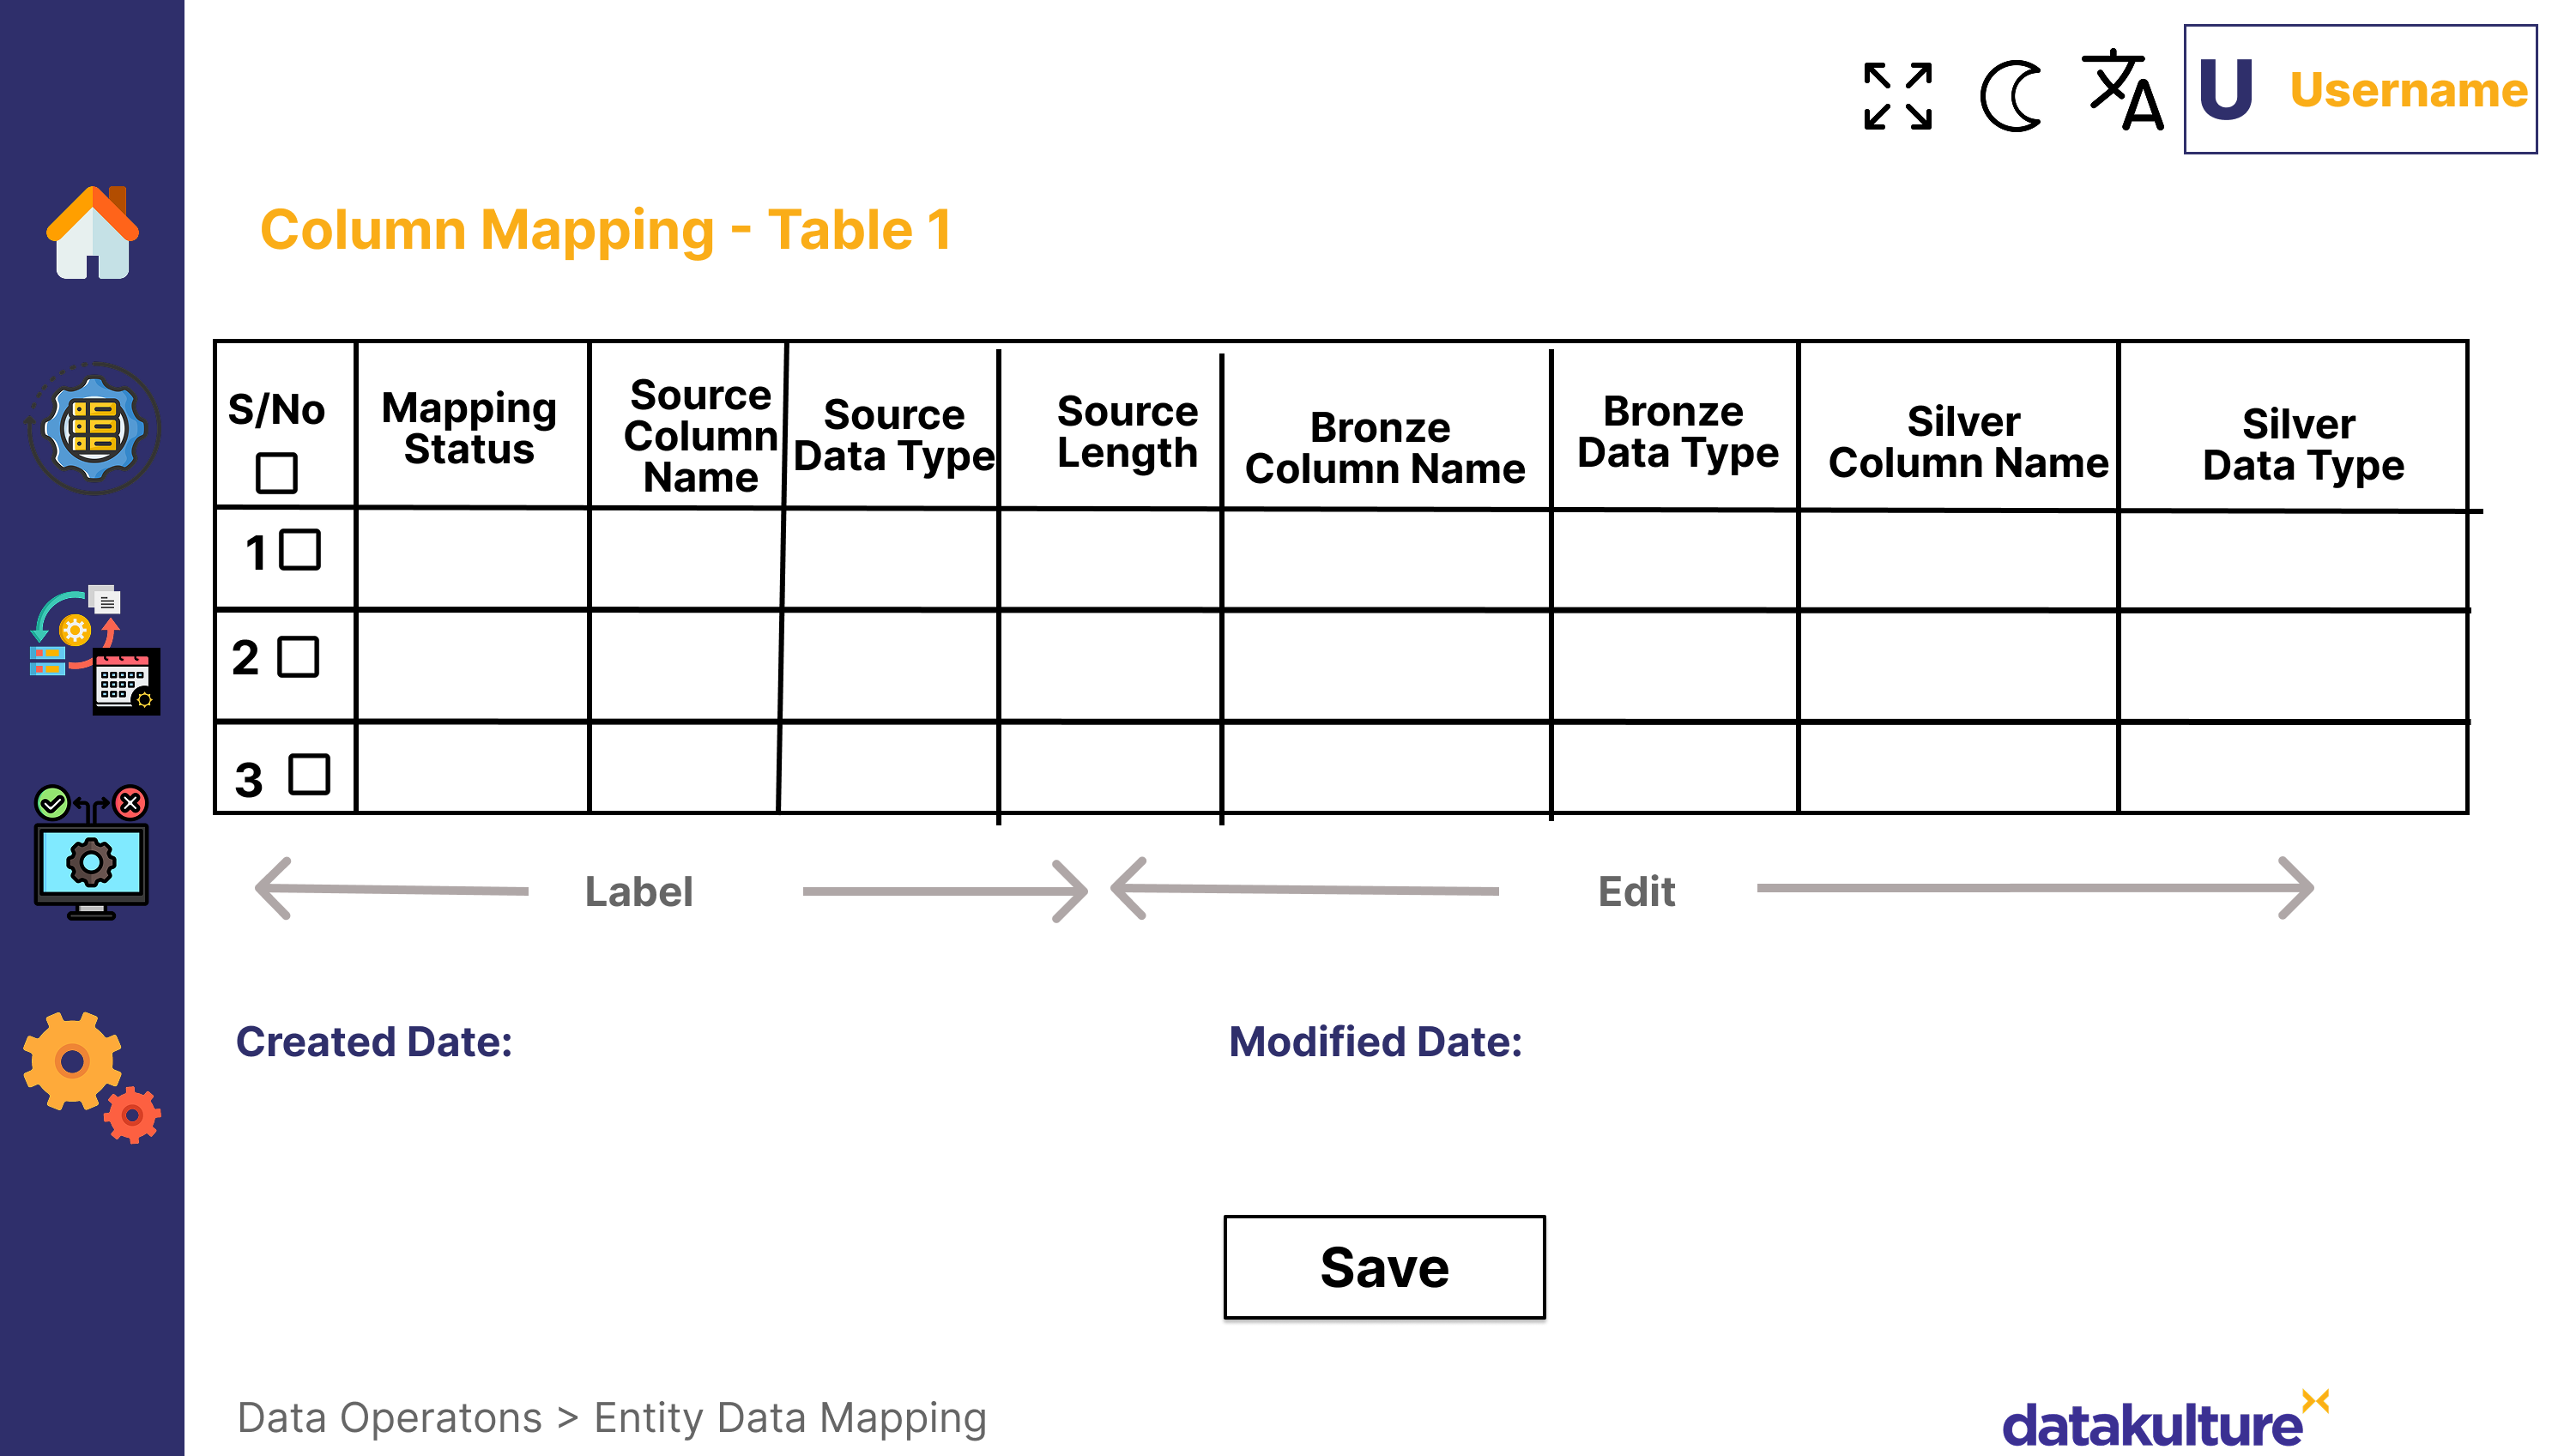 U Username
Column Mapping - Table 1
S/No
Mapping
Status
Source
Column
Name
Source
Data Type
Source
Length
Bronze
Column Name
Bronze
Data Type
Silver
Column Name
Silver
Data Type
1
2
3
Label
Edit
Created Date:
Modified Date:
Save
Data Operatons > Entity Data Mapping
datakulture